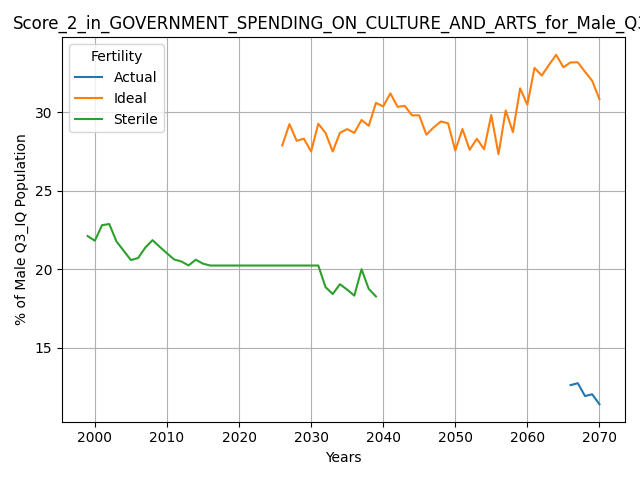 Score_2_in_GOVERNMENT_SPENDING_ON_CULTURE_AND_ARTS_for_Male_Q3
Fertility
Actual
Ideal
Sterile
% of Male Q3_IQ Population
30
25
20
15
2000 2010 2020 2030 2040 2050 2060 2070
Years